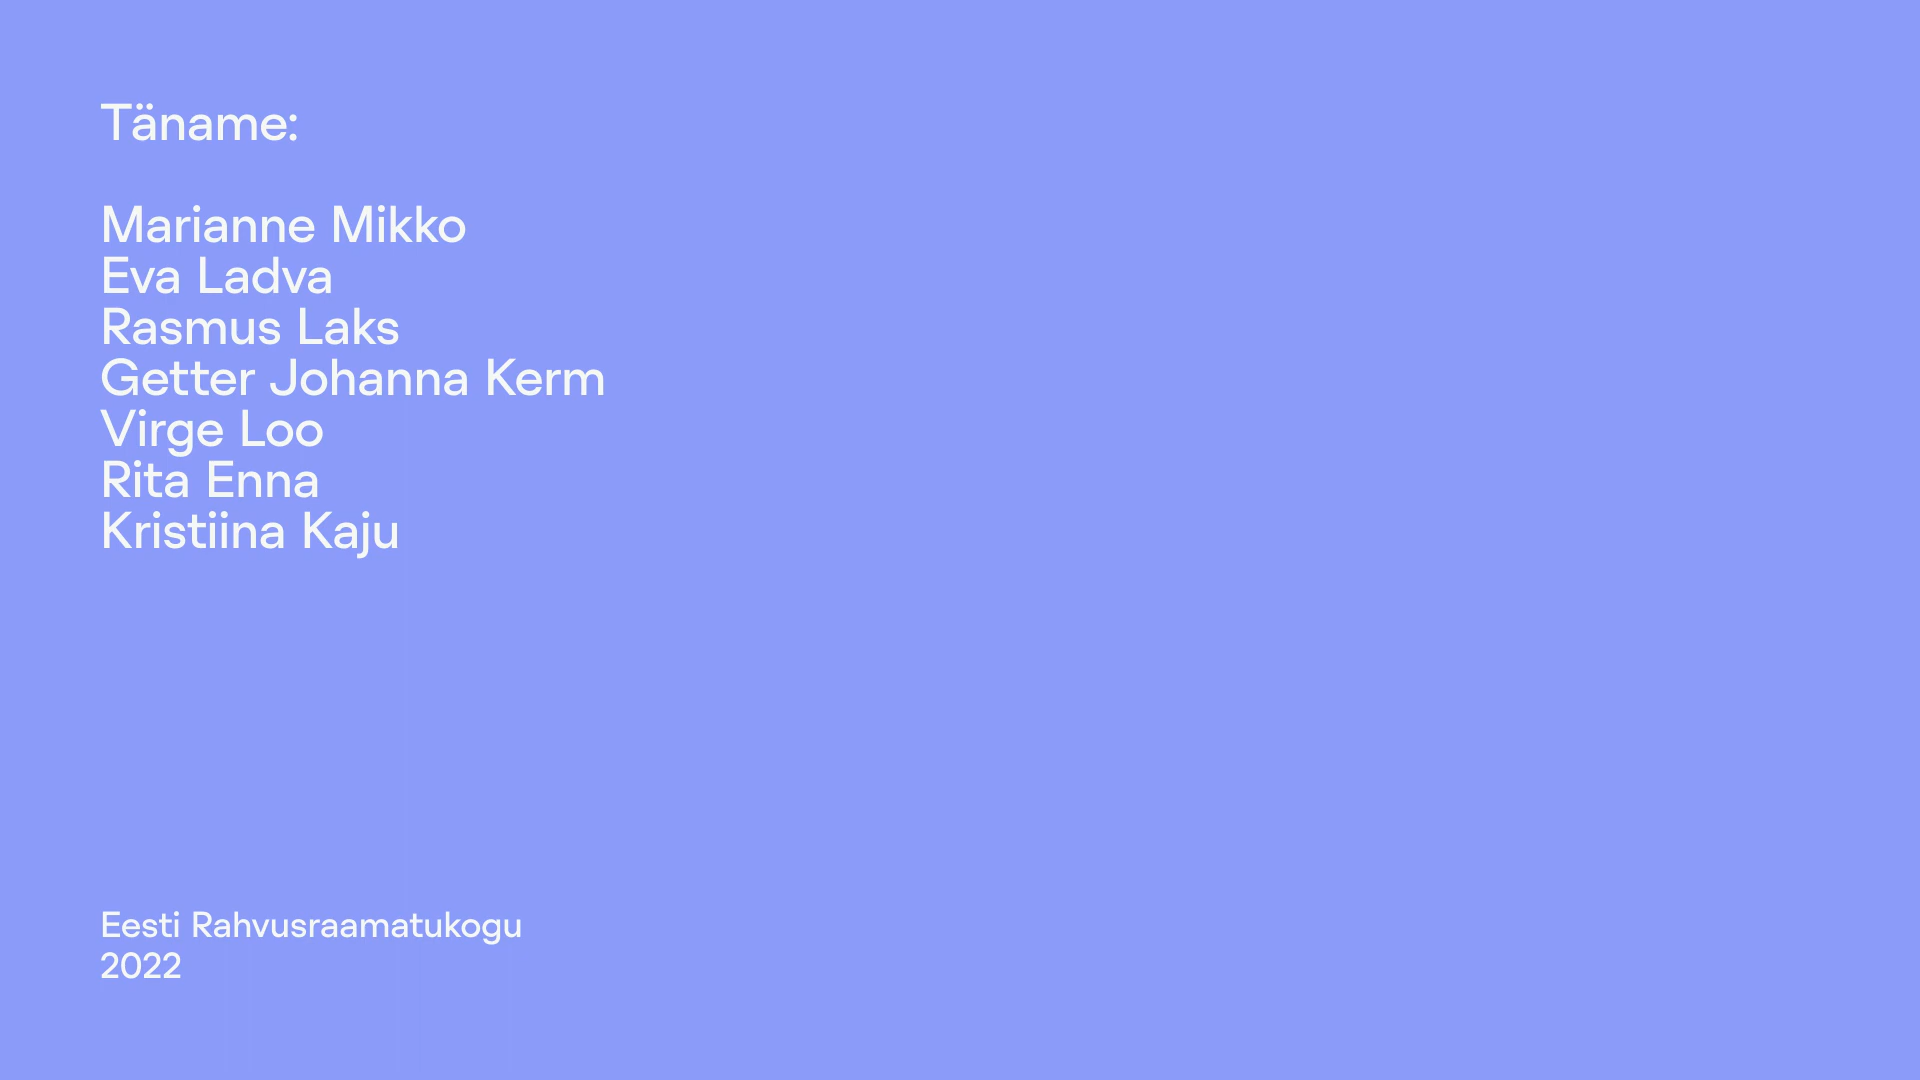 Täname:
Marianne Mikko
Eva Ladva
Rasmus Laks
Getter Johanna Kerm
Virge Loo
Rita Enna
Kristiina Kaju
Eesti Rahvusraamatukogu
2022